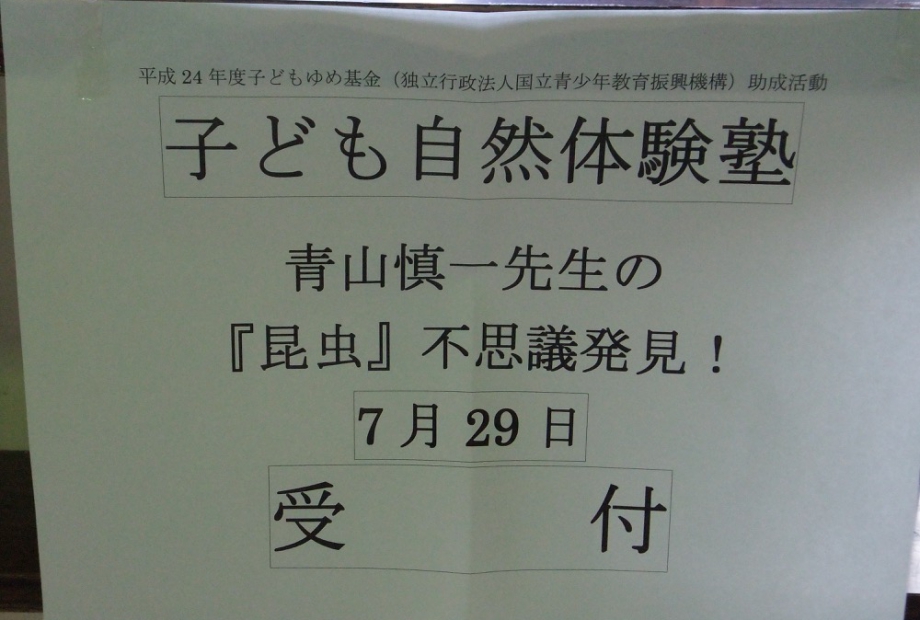 平成24年度子どもゆめ基金（独立行政法人国立青少年教育振興機構）助成活動
子ども自然体験塾
青山慎一先生の
『昆虫』不思議発見！
7月29日
受　　　付